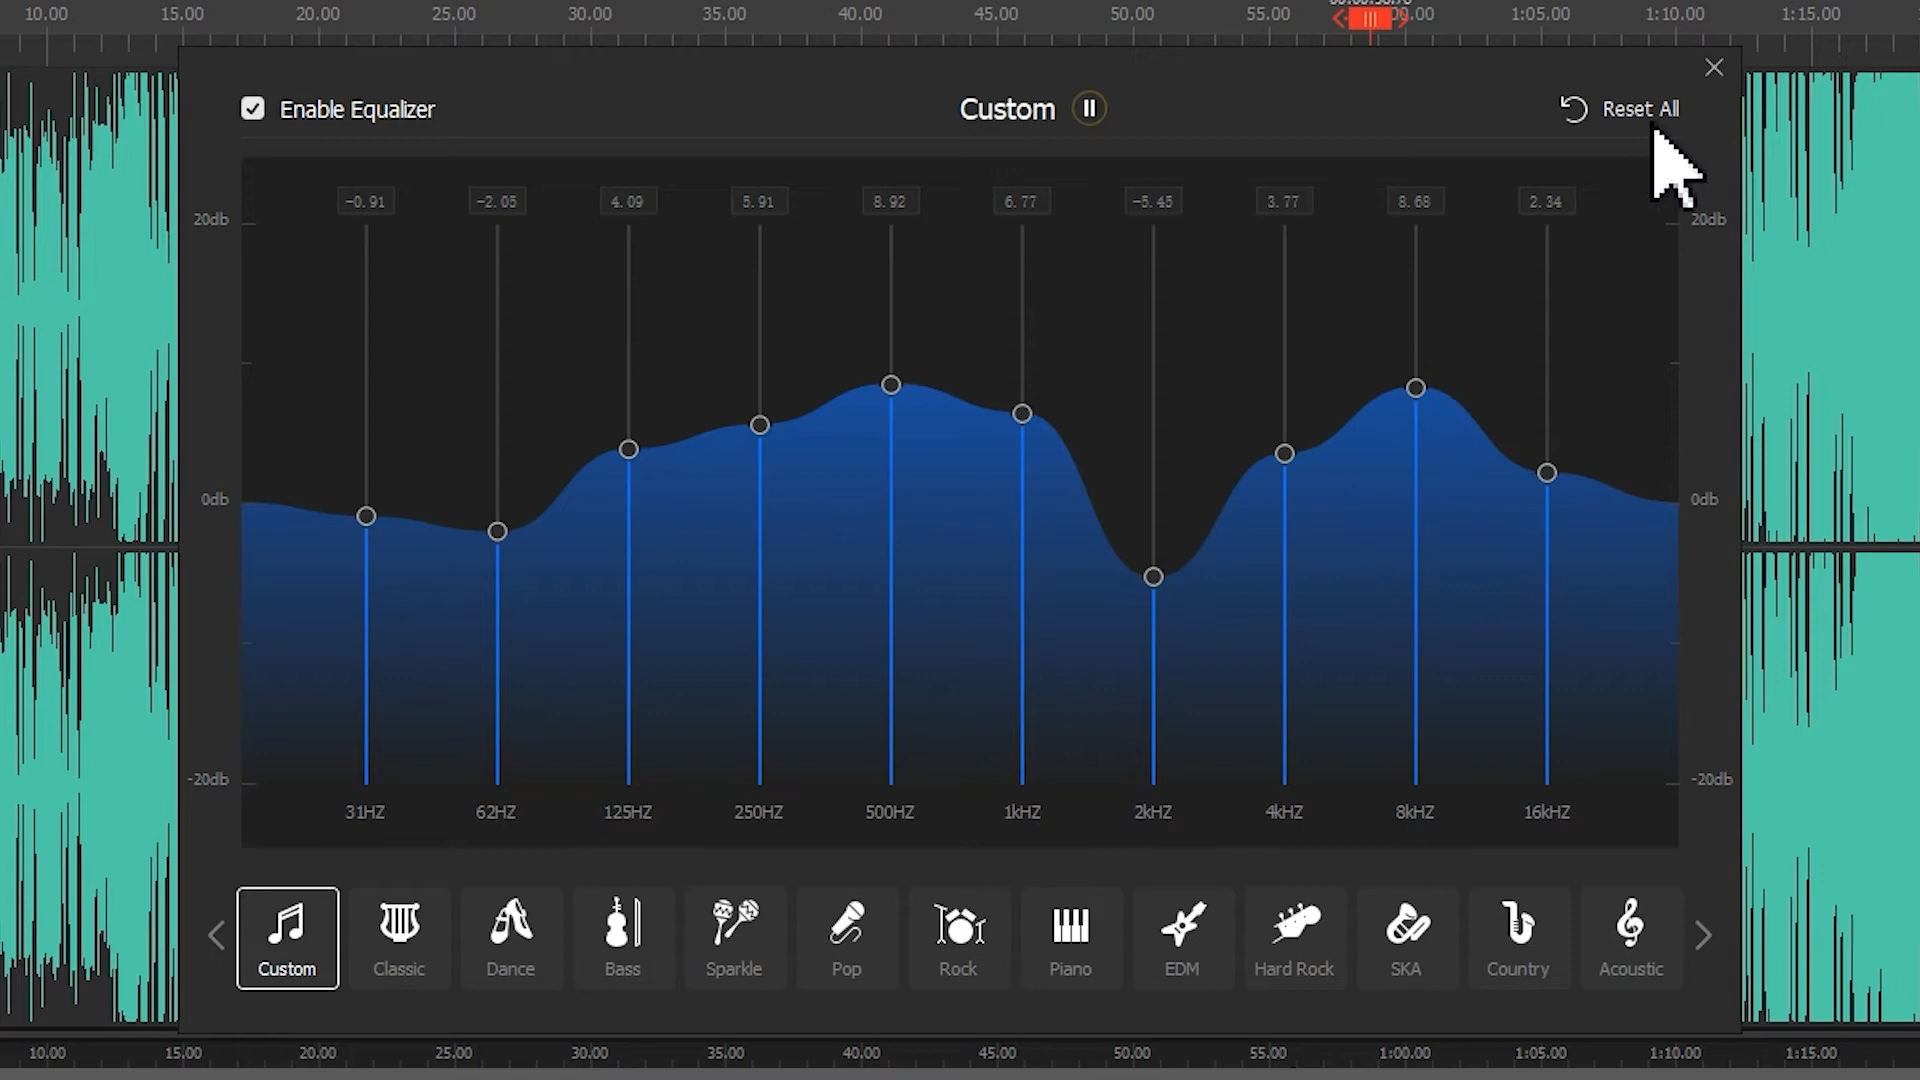 10.00 15.00 20.00 25.00 30.00 35.00 40.00 45.00 50.00 55.00 1:05.00 1:10.00 1:15.00
Enable Equalizer Custom Reset All
-0.91 -2.05 4.09 5.91 8.92 6.77 -5.45 3.77 8.68 2.34
20db 20db
0db 0db
-20db -20db
31HZ 62HZ 125HZ 250HZ 500HZ 1kHZ 2kHZ 4kHZ 8kHZ 16kHZ
Custom Classic Dance Bass Sparkle Pop Rock Piano EDM Hard Rock SKA Country Acoustic
10.00 15.00 20.00 25.00 30.00 35.00 40.00 45.00 50.00 55.00 1:00.00 1:05.00 1:10.00 1:15.00